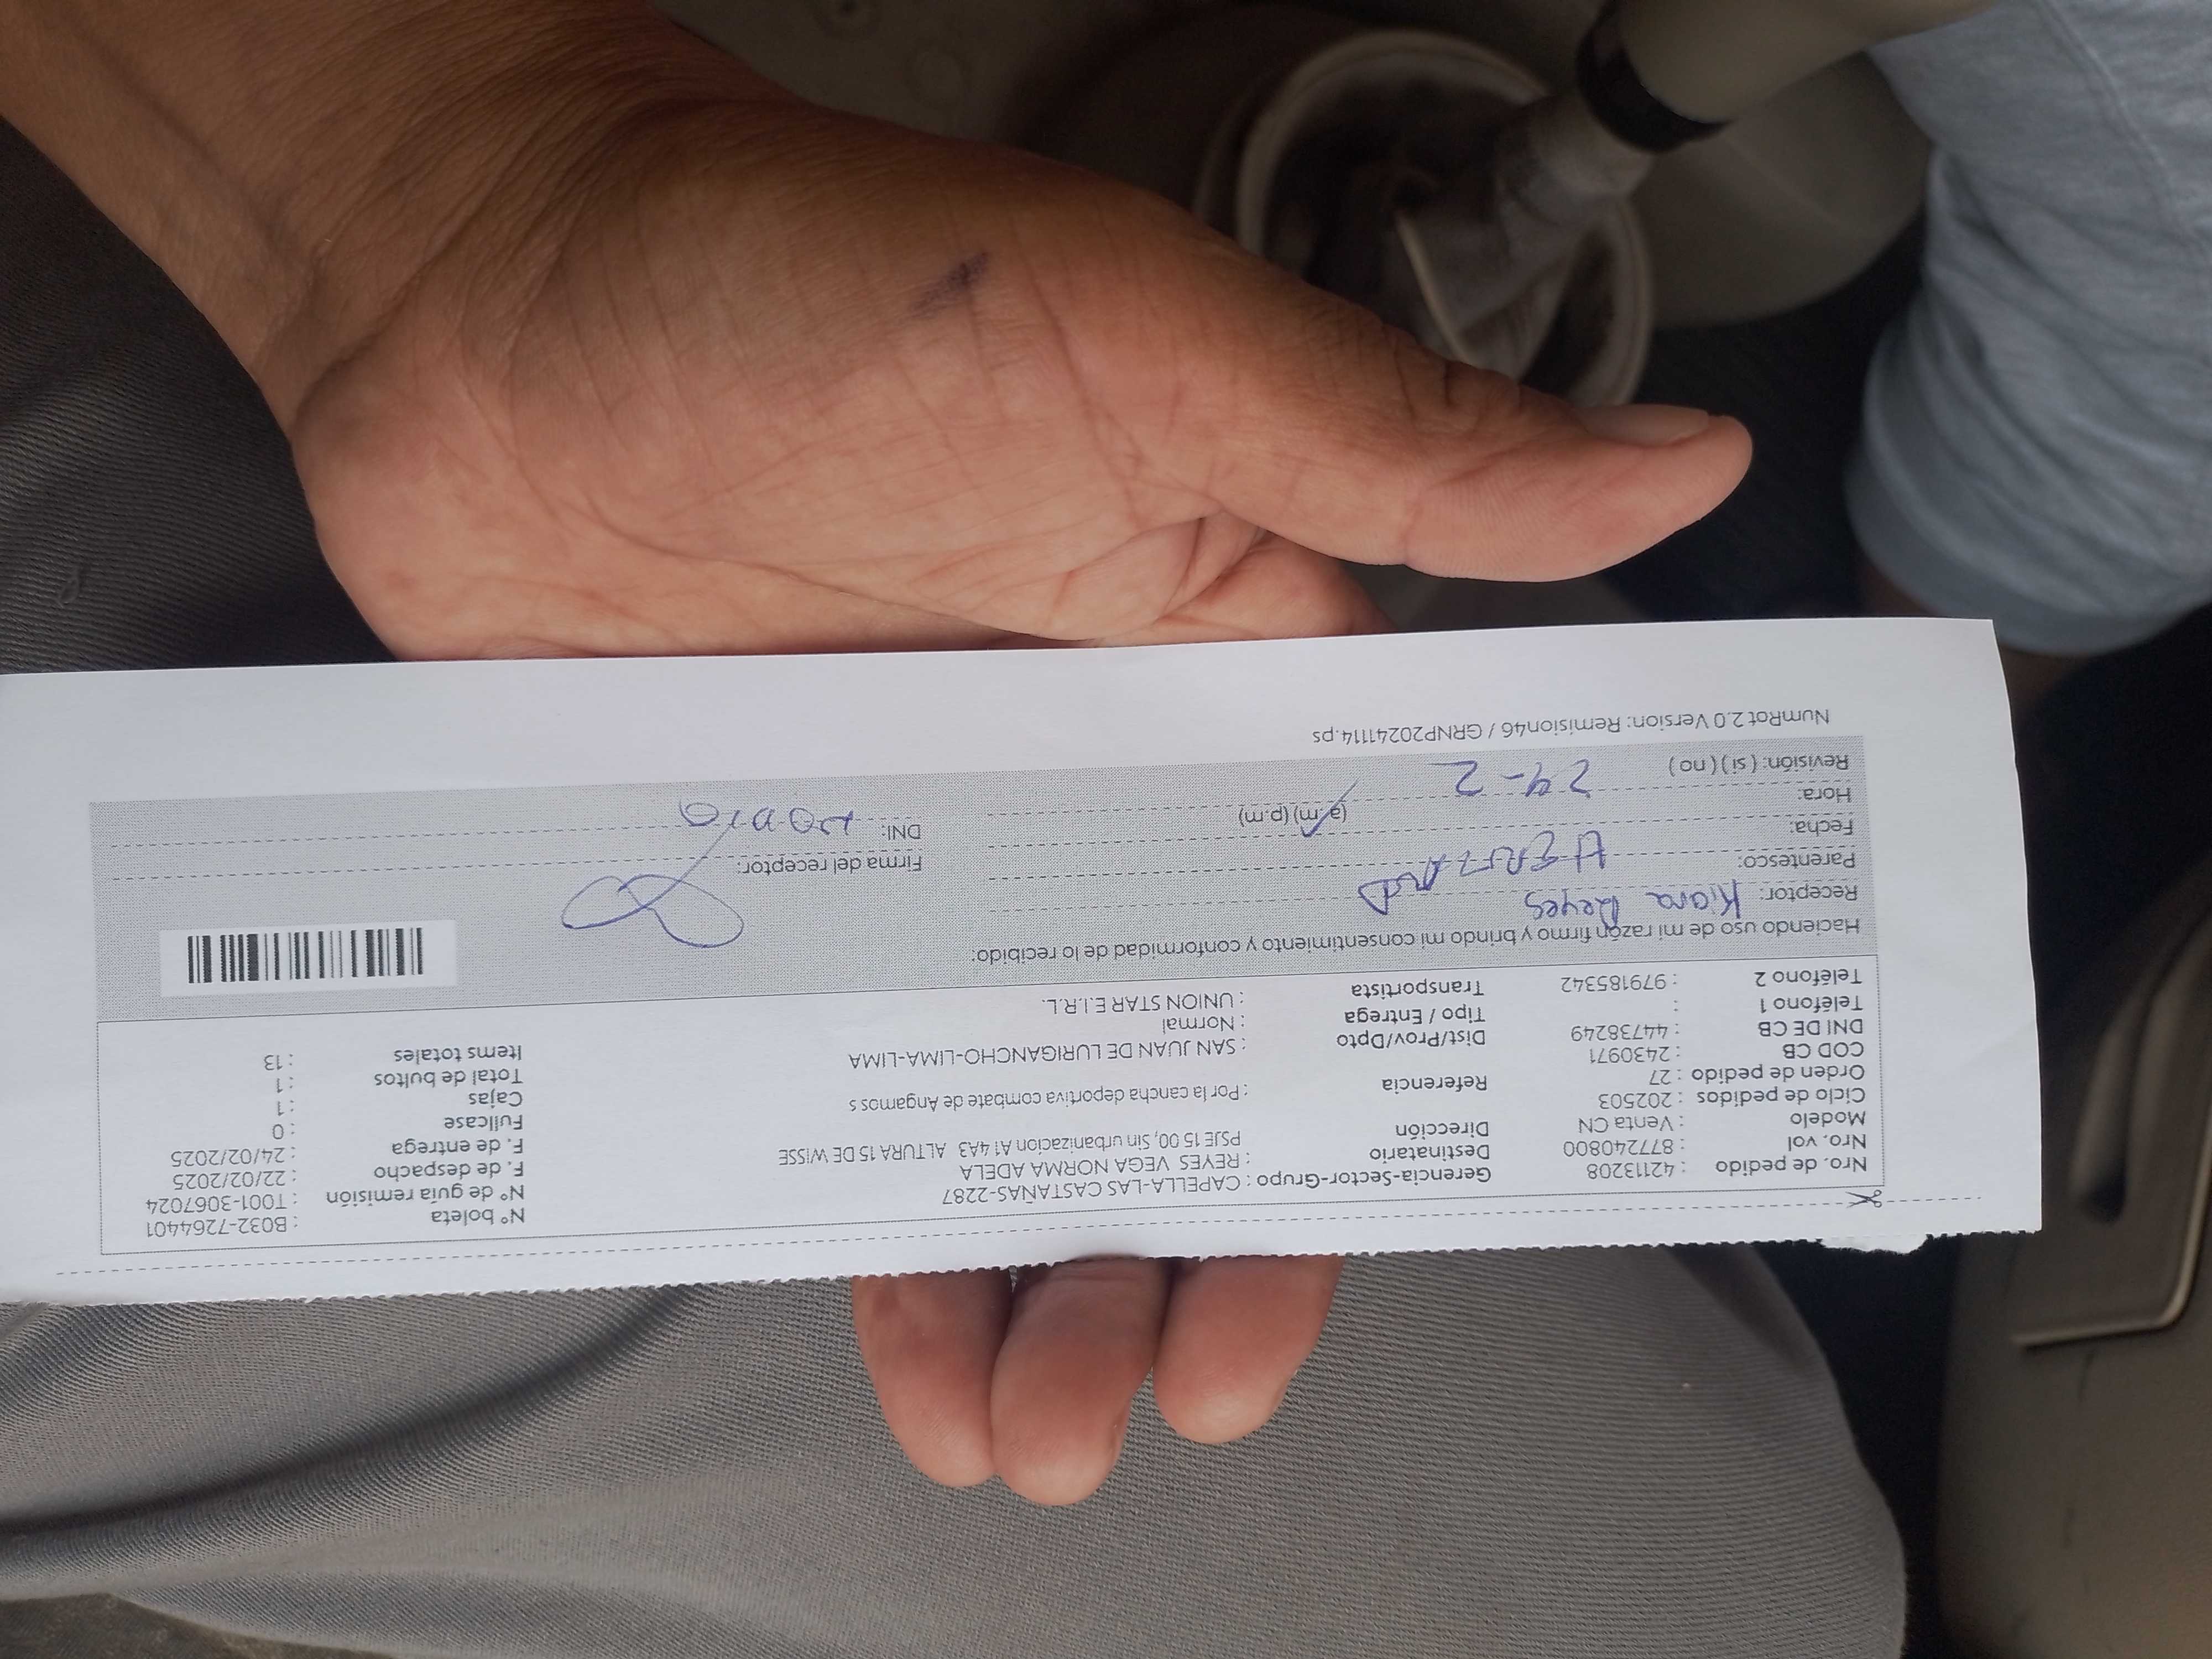 Nro. de pedido : 42113208
Nro. vol : 877240800
Modelo : Venta CN
Ciclo de pedidos : 202503
Orden de pedido : 27
COD CB : 2430971
DNI DE CB : 44738249
Teléfono 1 :
Teléfono 2 : 979185342
Gerencia-Sector-Grupo : CAPELLA-LAS CASTAÑAS-2287
Destinatario : REYES VEGA NORMA ADELA
Dirección PSJE 15 00, Sin urbanizacion A1 4A3 ALTURA 15 DE WISSE
Referencia : Por la cancha deportiva combate de Angamos s
Dist/Prov/Dpto : SAN JUAN DE LURIGANCHO-LIMA-LIMA
Tipo / Entrega : Normal
Transportista : UNION STAR E.I.R.L.
N° boleta : B032-7264401
N° de guía remisión : T001-3067024
F. de despacho : 22/02/2025
F. de entrega : 24/02/2025
Fullcase : 0
Cajas : 1
Total de bultos : 1
Items totales : 13
Haciendo uso de mi razón firmo y brindo mi consentimiento y conformidad de lo recibido:
Receptor: Kiara Reyes
Parentesco:
Fecha:
Hora: 24-2 (a.m) (p.m)
Revisión: ( si ) ( no )
Firma del receptor:
DNI:
NumRot 2.0 Version: Remision46 / GRNP20241114.ps